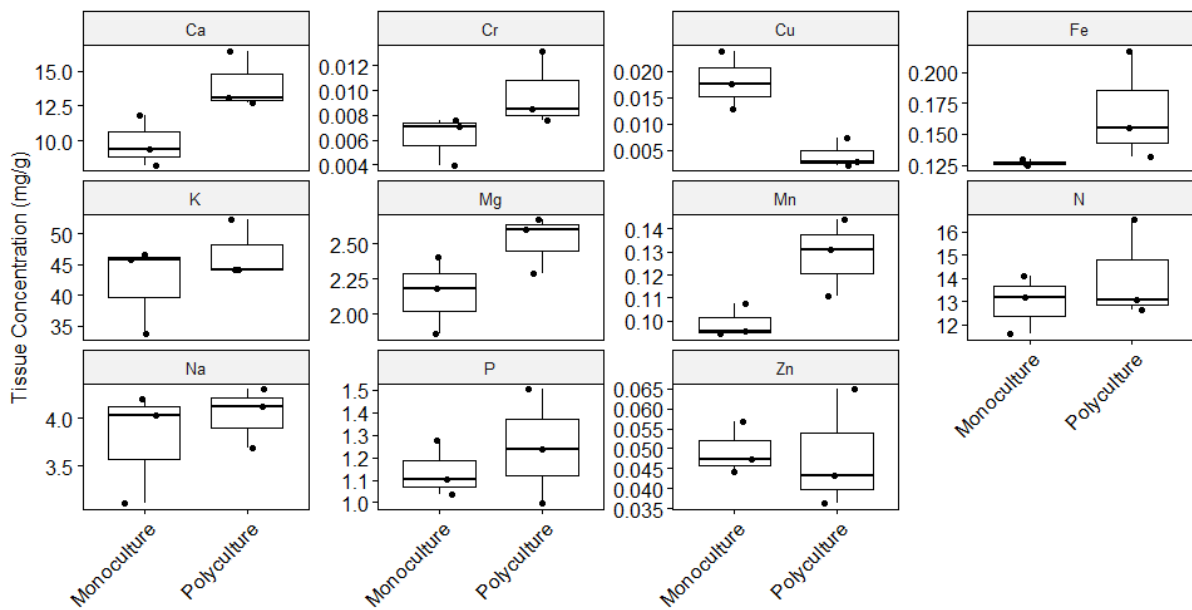 Tissue Concentration (mg/g)
Ca
15.0
12.5
10.0
Cr
0.012
0.010
0.008
0.006
0.004
Cu
0.020
0.015
0.010
0.005
Fe
0.200
0.175
0.150
0.125
K
50
45
40
35
Mg
2.50
2.25
2.00
Mn
0.14
0.13
0.12
0.11
0.10
N
16
15
14
13
12
Monoculture
Polyculture
Na
4.0
3.5
Monoculture
Polyculture
P
1.5
1.4
1.3
1.2
1.1
1.0
Monoculture
Polyculture
Zn
0.065
0.060
0.055
0.050
0.045
0.040
0.035
Monoculture
Polyculture